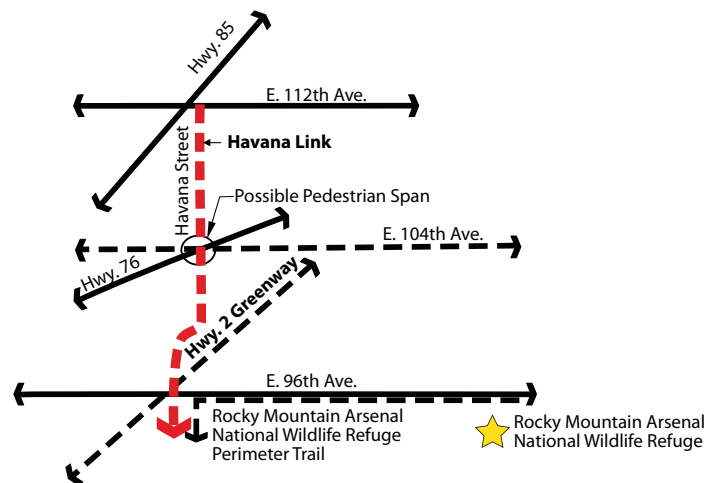 Hwy. 85
E. 112th Ave.
Havana Street
Havana Link
Possible Pedestrian Span
E. 104th Ave.
Hwy. 76
Hwy. 2 Greenway
E. 96th Ave.
Rocky Mountain Arsenal
National Wildlife Refuge
Perimeter Trail
Rocky Mountain Arsenal
National Wildlife Refuge